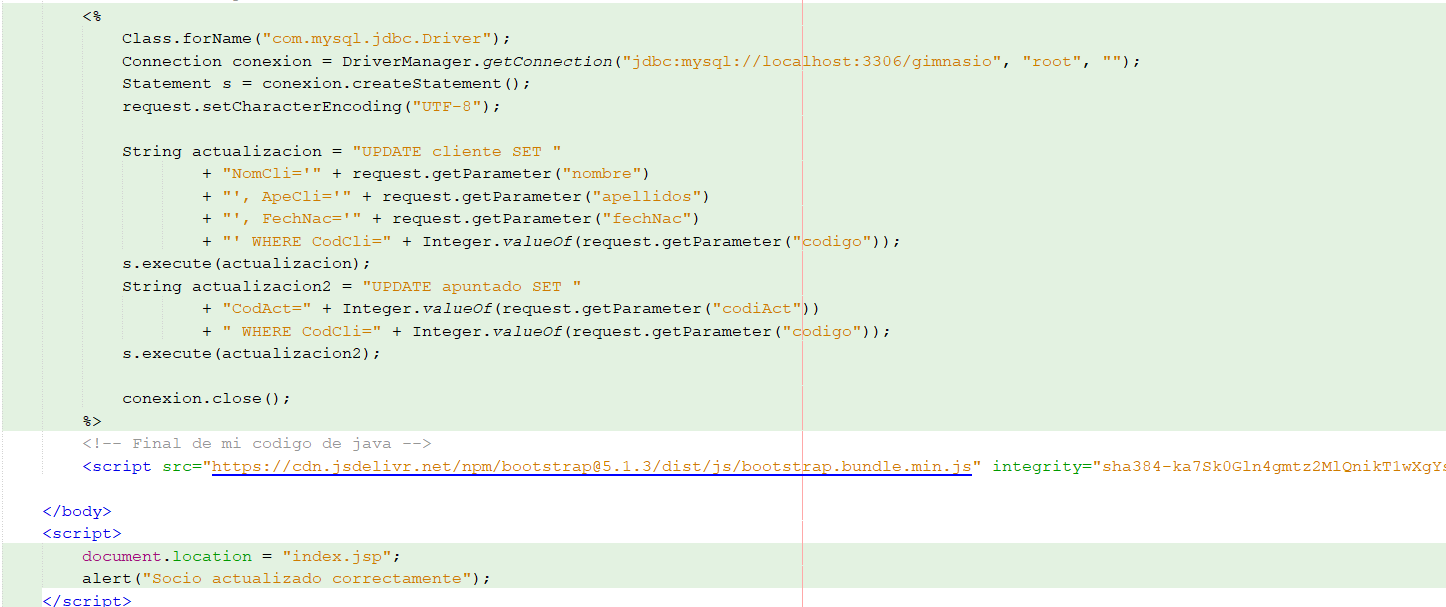 <%
Class.forName("com.mysql.jdbc.Driver");
Connection conexion = DriverManager.getConnection("jdbc:mysql://localhost:3306/gimnasio", "root", "");
Statement s = conexion.createStatement();
request.setCharacterEncoding("UTF-8");
String actualizacion = "UPDATE cliente SET "
+ "NomCli='" + request.getParameter("nombre")
+ "', ApeCli='" + request.getParameter("apellidos")
+ "', FechNac='" + request.getParameter("fechNac")
+ "' WHERE CodCli=" + Integer.valueOf(request.getParameter("codigo"));
s.execute(actualizacion);
String actualizacion2 = "UPDATE apuntado SET "
+ "CodAct=" + Integer.valueOf(request.getParameter("codiAct"))
+ " WHERE CodCli=" + Integer.valueOf(request.getParameter("codigo"));
s.execute(actualizacion2);
conexion.close();
%>
<!-- Final de mi codigo de java -->
<script src="https://cdn.jsdelivr.net/npm/bootstrap@5.1.3/dist/js/bootstrap.bundle.min.js" integrity="sha384-ka7Sk0Gln4gmtz2MlQnikT1wXgYs
</body>
<script>
document.location = "index.jsp";
alert("Socio actualizado correctamente");
</script>